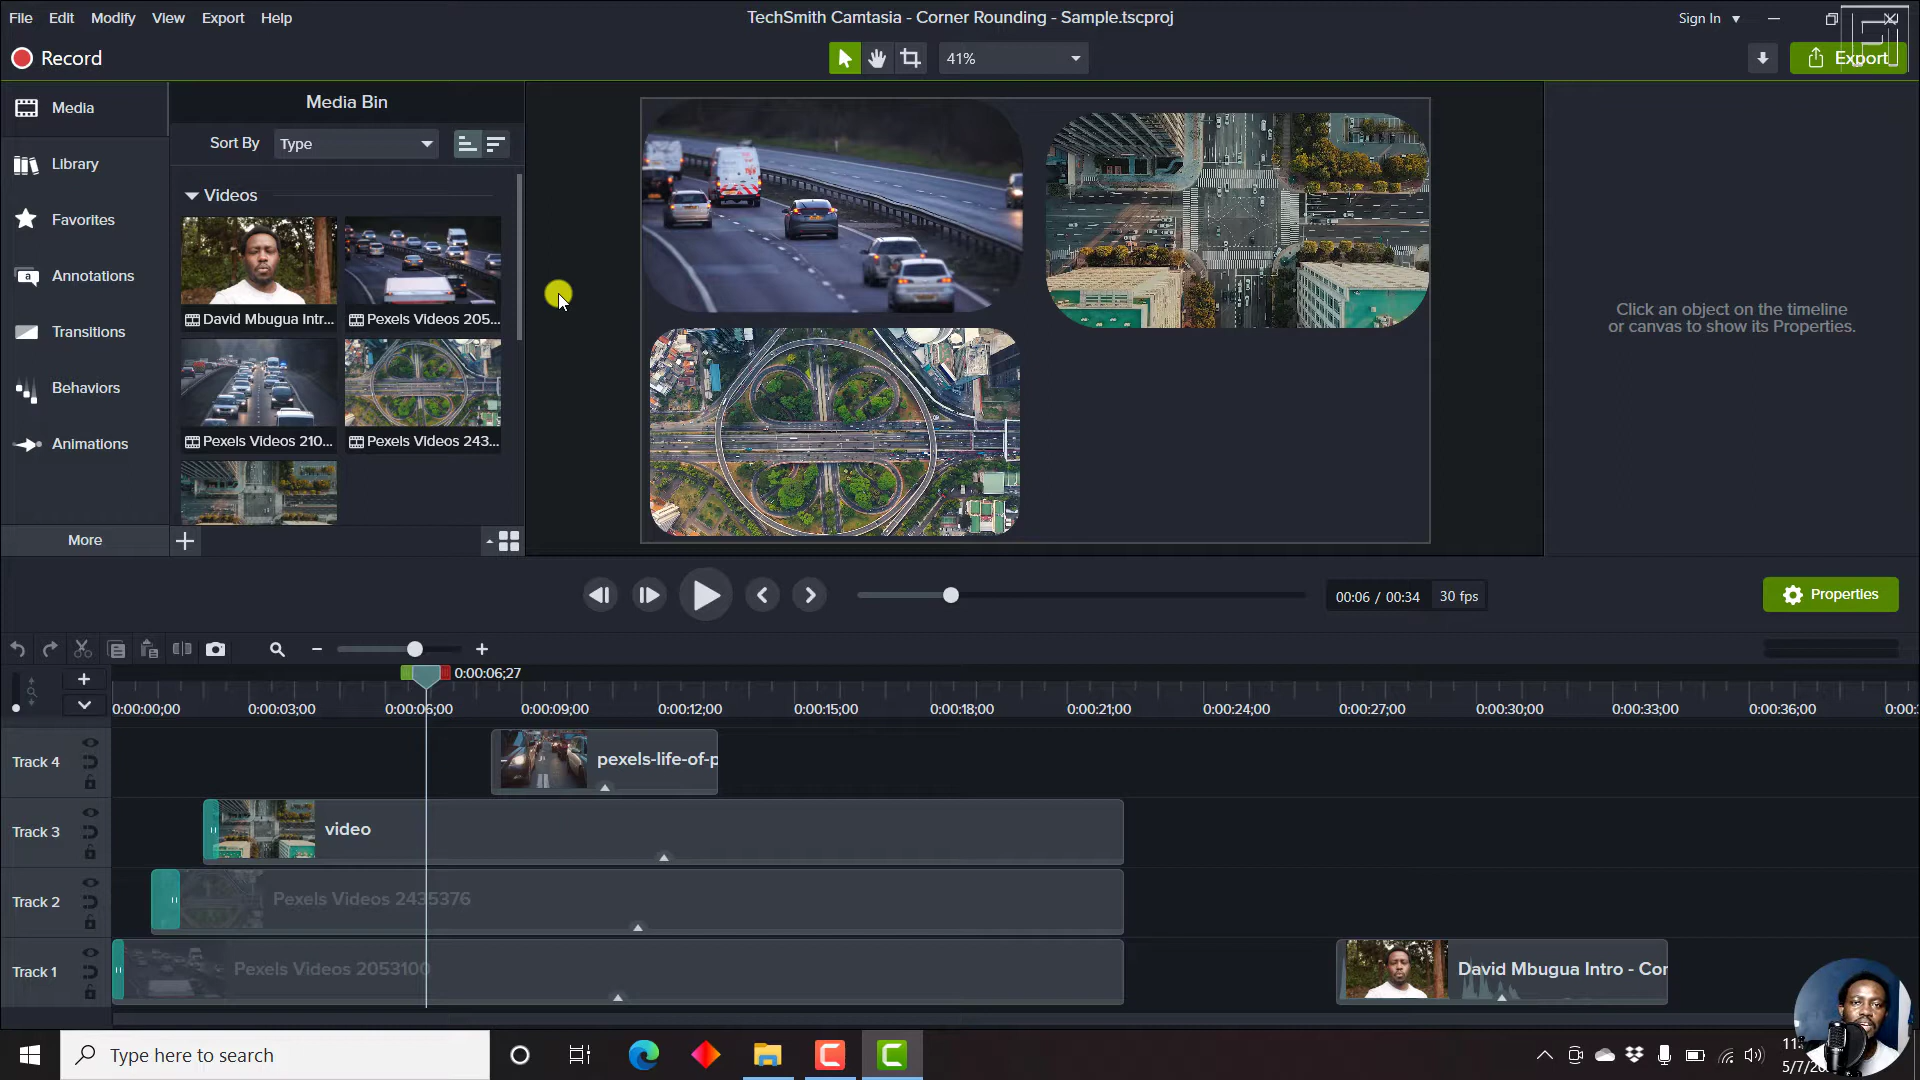 File Edit Modify View Export Help
TechSmith Camtasia - Corner Rounding - Sample.tscproj
Sign In
Record
41%
Export
Media
Library
Favorites
Annotations
Transitions
Behaviors
Animations
More
Media Bin
Sort By Type
Videos
David Mbugua Intr... Pexels Videos 205...
Pexels Videos 210... Pexels Videos 243...
Click an object on the timeline
or canvas to show its Properties.
00:06 / 00:34 30 fps
Properties
0:00:06;27
0:00:00;00 0:00:03;00 0:00:06;00 0:00:09;00 0:00:12;00 0:00:15;00 0:00:18;00 0:00:21;00 0:00:24;00 0:00:27;00 0:00:30;00 0:00:33;00 0:00:36;00
Track 4 pexels-life-of-p
Track 3 video
Track 2 Pexels Videos 2435376
Track 1 Pexels Videos 2053100 David Mbugua Intro - Cor
Type here to search